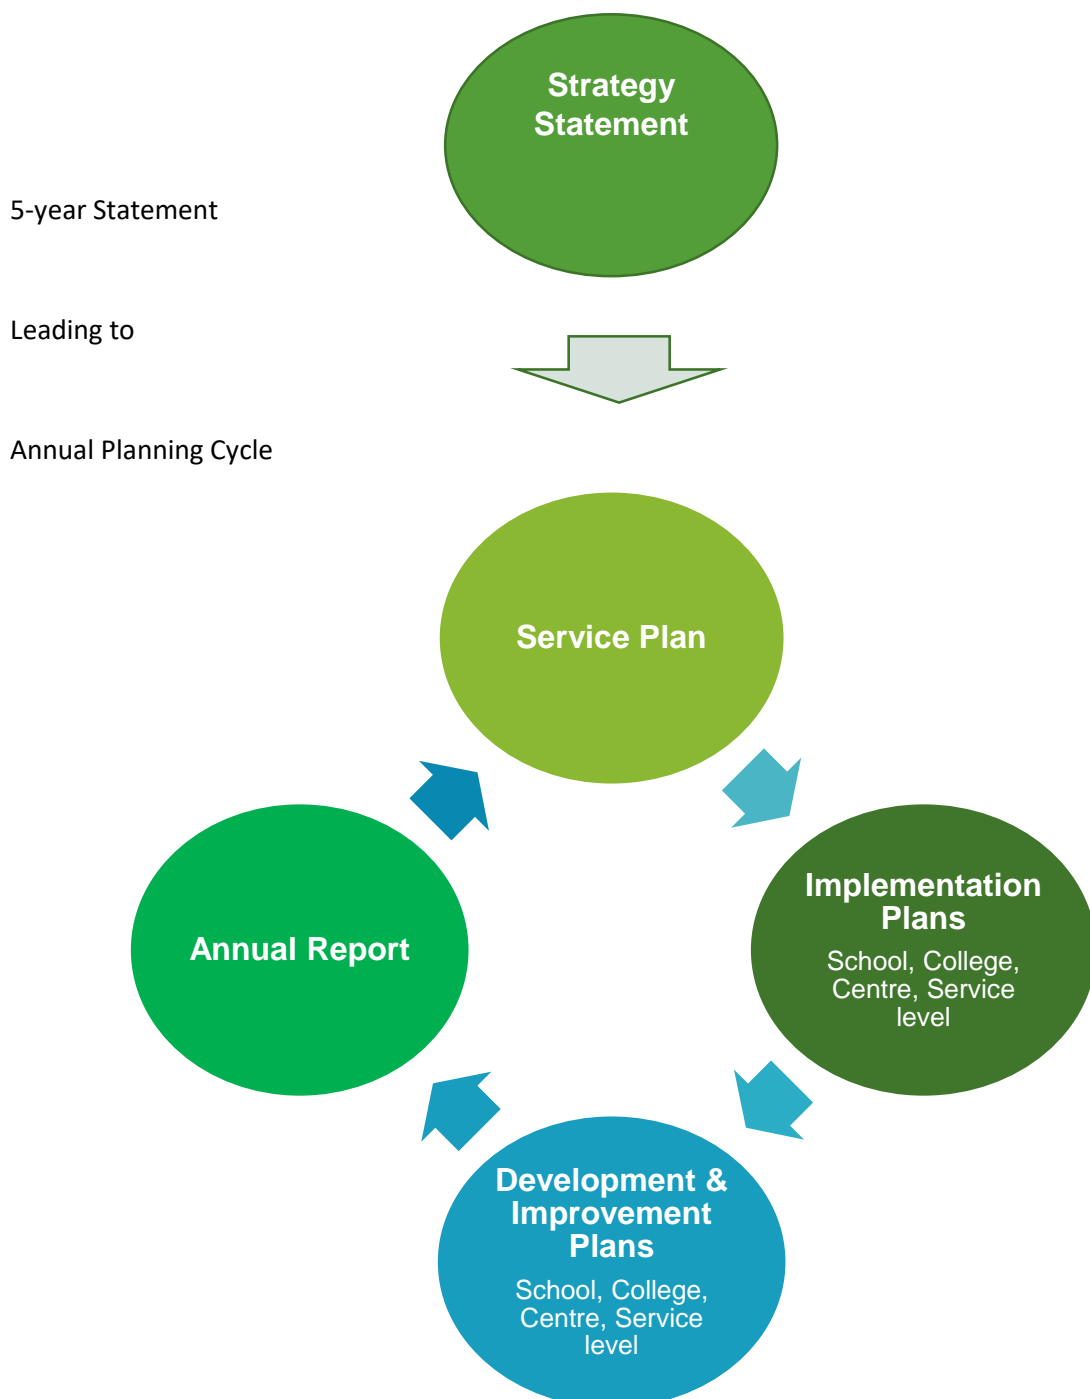 Strategy
Statement
5-year Statement
Leading to
Annual Planning Cycle
Service Plan
Implementation
Plans
School, College,
Centre, Service
level
Annual Report
Development &
Improvement
Plans
School, College,
Centre, Service
level